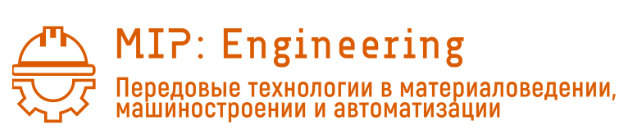 MIP: Engineering
Передовые технологии в материаловедении,
машиностроении и автоматизации